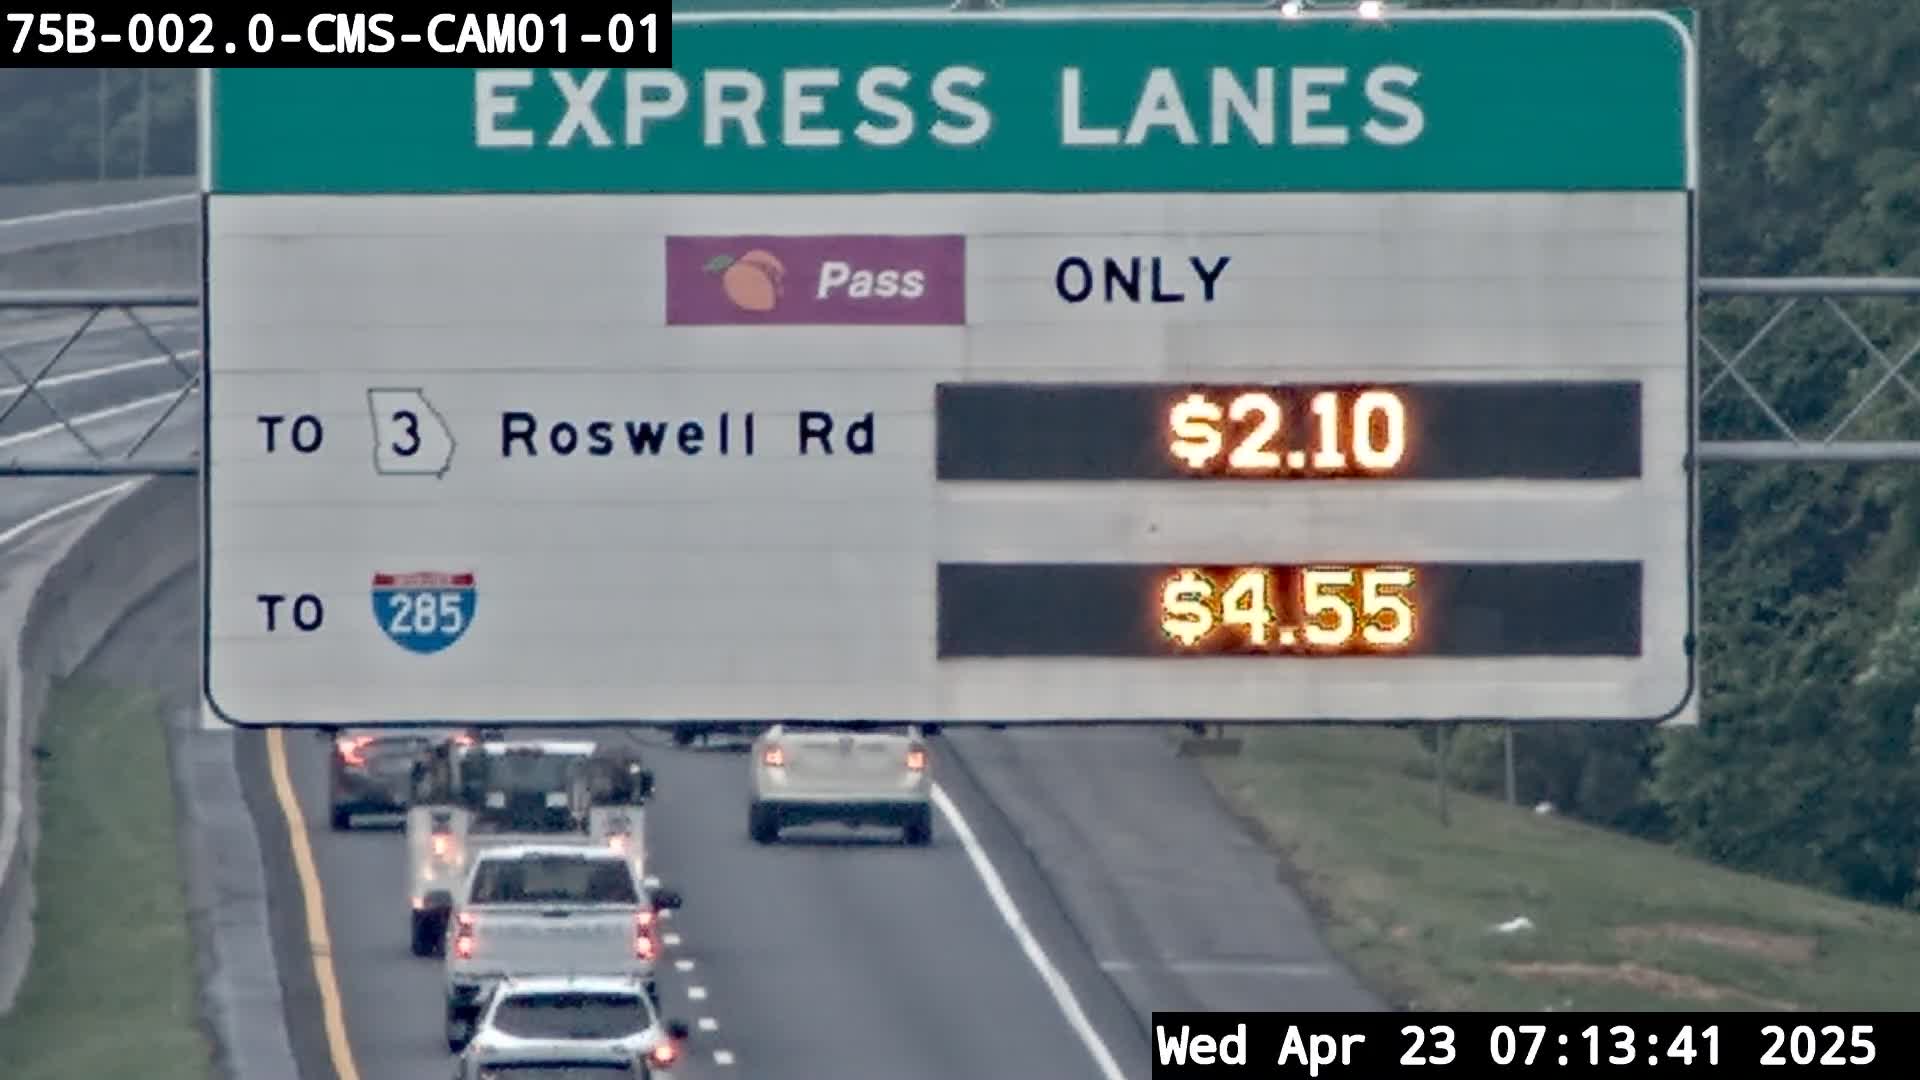 75B-002.0-CMS-CAM01-01
EXPRESS LANES
Pass ONLY
TO 3 Roswell Rd $2.10
TO 285 $4.55
Wed Apr 23 07:13:41 2025